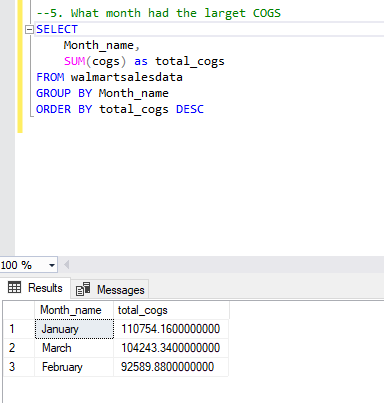 --5. What month had the larget COGS
SELECT
Month_name,
SUM(cogs) as total_cogs
FROM walmartsalesdata
GROUP BY Month_name
ORDER BY total_cogs DESC
100 %
Results Messages
Month_name total_cogs
1 January 110754.1600000000
2 March 104243.3400000000
3 February 92589.8800000000